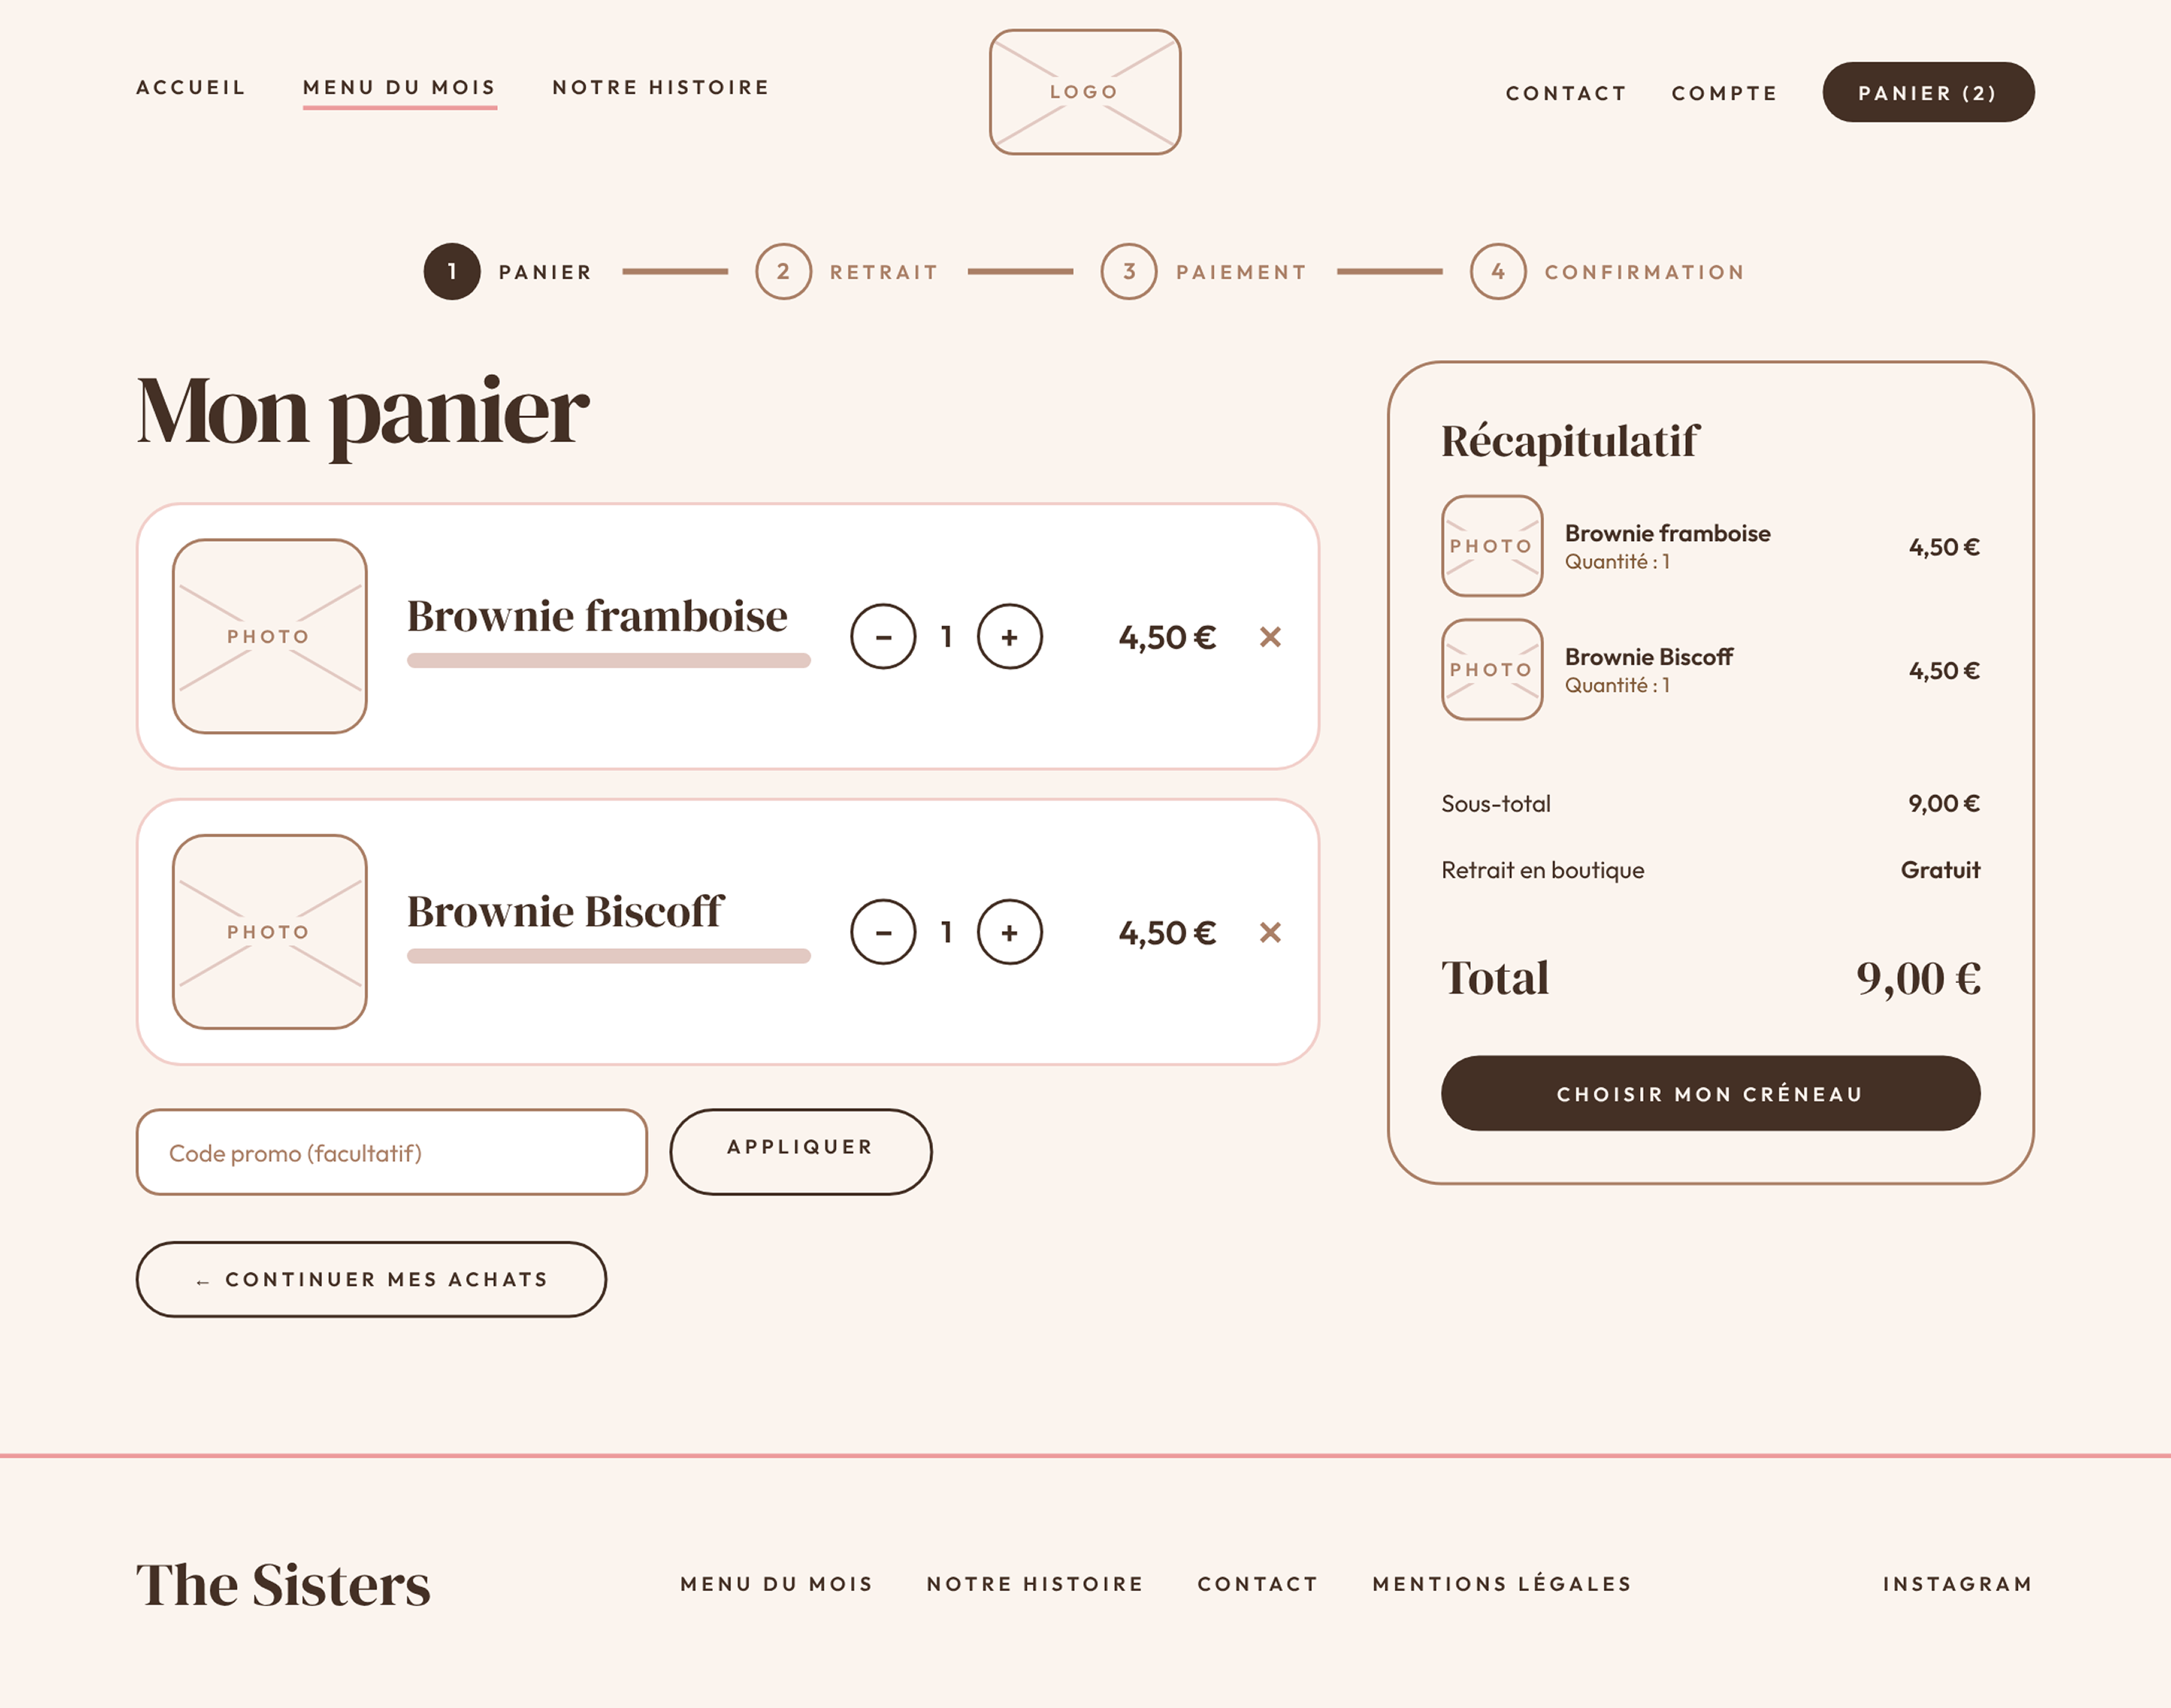 ACCUEIL MENU DU MOIS NOTRE HISTOIRE LOGO CONTACT COMPTE PANIER (2)
1 PANIER 2 RETRAIT 3 PAIEMENT 4 CONFIRMATION
Mon panier
PHOTO
Brownie framboise
− 1 + 4,50 € ×
PHOTO
Brownie Biscoff
− 1 + 4,50 € ×
Code promo (facultatif)
APPLIQUER
← CONTINUER MES ACHATS
Récapitulatif
PHOTO
Brownie framboise
Quantité : 1
4,50 €
PHOTO
Brownie Biscoff
Quantité : 1
4,50 €
Sous-total 9,00 €
Retrait en boutique Gratuit
Total 9,00 €
CHOISIR MON CRÉNEAU
The Sisters MENU DU MOIS NOTRE HISTOIRE CONTACT MENTIONS LÉGALES INSTAGRAM